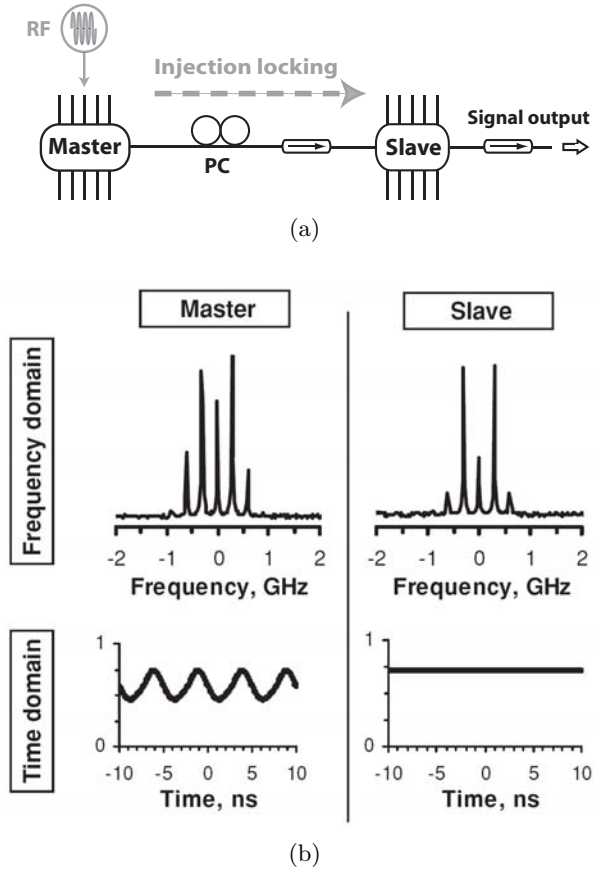 RF
Injection locking
Signal output
Master
PC
Slave
(a)
Master
Slave
Frequency domain
-2 -1 0 1 2
Frequency, GHz
-2 -1 0 1 2
Frequency, GHz
Time domain
1
0
-10 -5 0 5 10
Time, ns
1
0
-10 -5 0 5 10
Time, ns
(b)